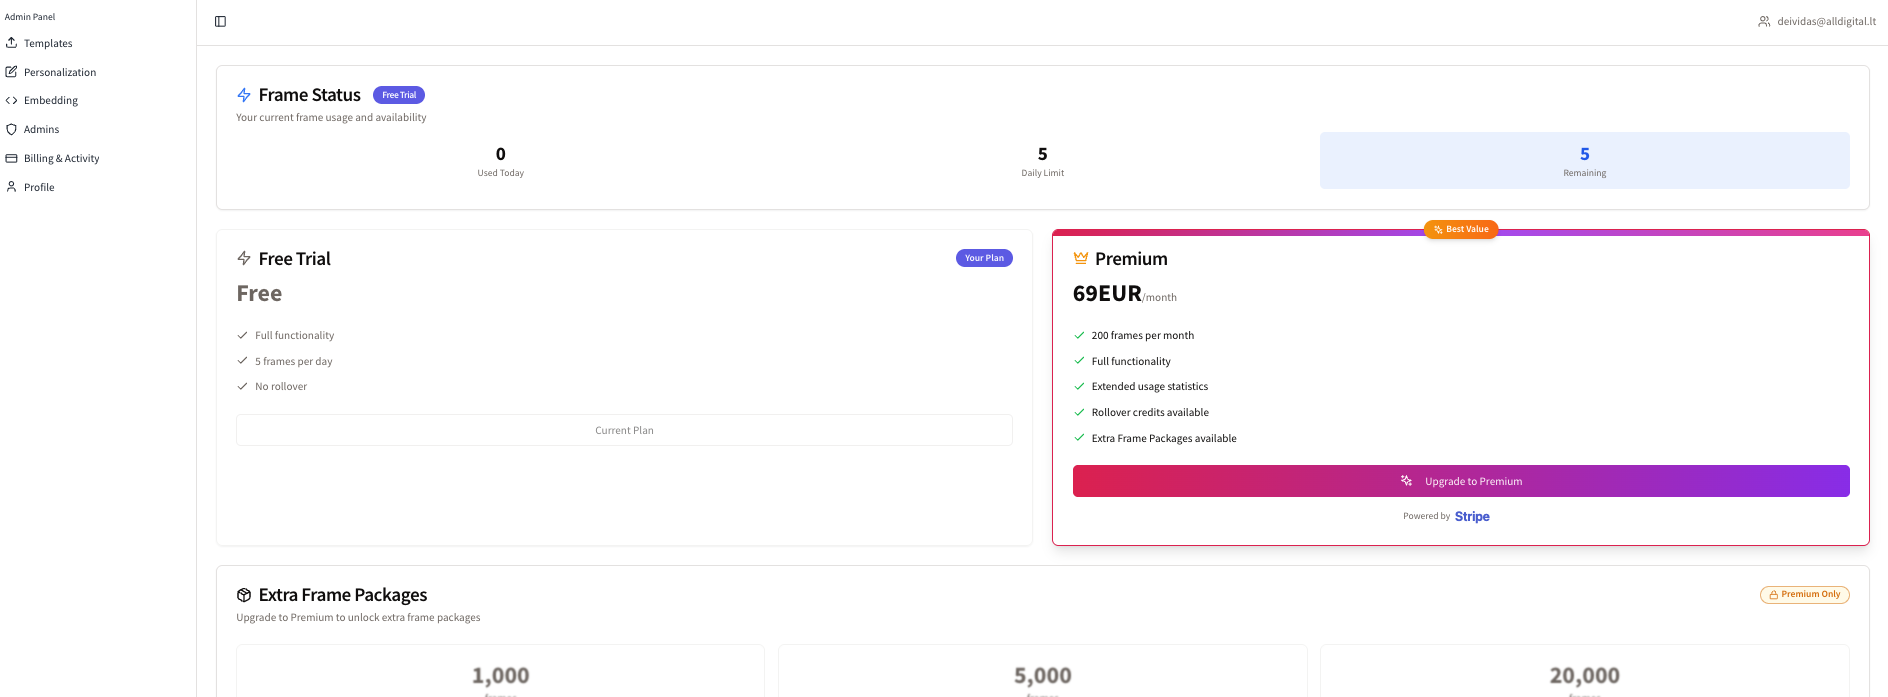 Admin Panel
Templates
Personalization
Embedding
Admins
Billing & Activity
Profile
deividas@alldigital.lt
Frame Status
Free Trial
Your current frame usage and availability
0
Used Today
5
Daily Limit
5
Remaining
Free Trial
Your Plan
Free
Full functionality
5 frames per day
No rollover
Current Plan
Best Value
Premium
69EUR/month
200 frames per month
Full functionality
Extended usage statistics
Rollover credits available
Extra Frame Packages available
Upgrade to Premium
Powered by Stripe
Extra Frame Packages
Premium Only
Upgrade to Premium to unlock extra frame packages
1,000
5,000
20,000